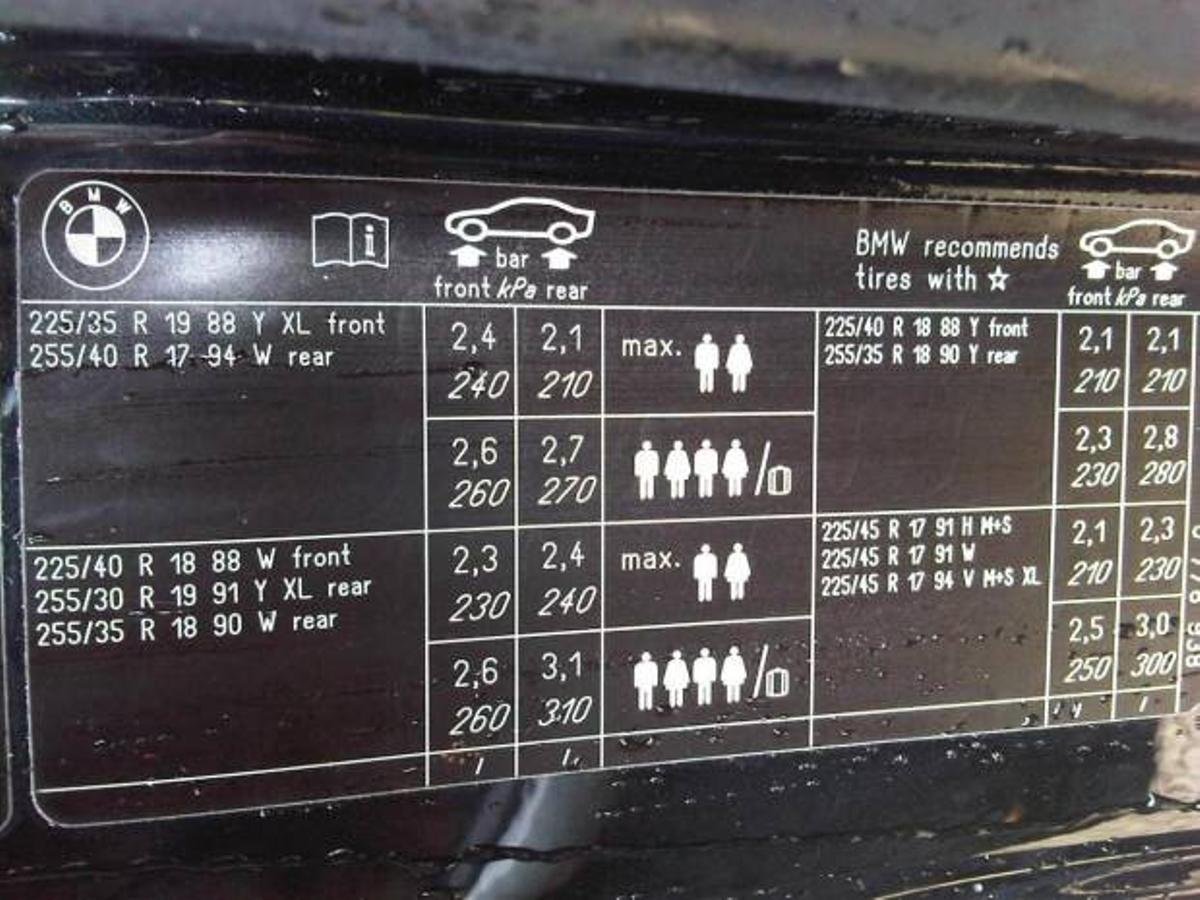 BMW
i
bar
front kPa rear
BMW recommends
tires with ☆
bar
front kPa rear
225/35 R 19 88 Y XL front
255/40 R 17 94 W rear
2,4 2,1
240 210
max.
2,6 2,7
260 270
225/40 R 18 88 Y front
255/35 R 18 90 Y rear
2,1 2,1
210 210
2,3 2,8
230 280
225/40 R 18 88 W front
255/30 R 19 91 Y XL rear
255/35 R 18 90 W rear
2,3 2,4
230 240
max.
2,6 3,1
260 310
/
225/45 R 17 91 H M+S
225/45 R 17 91 W
225/45 R 17 94 V M+S XL
2,1 2,3
210 230
2,5 3,0
250 300